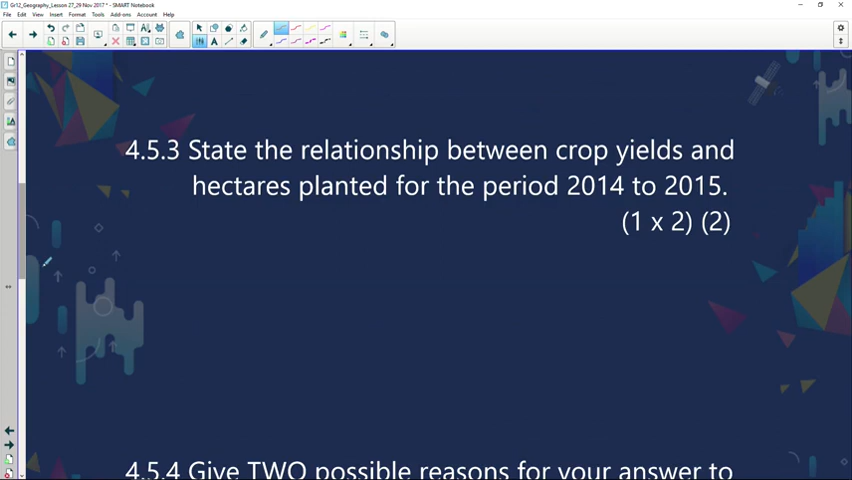 Gr12_Geography_Lesson 27_29 Nov 2017 * - SMART Notebook
File Edit View Insert Format Tools Add-ons Account Help
4.5.3 State the relationship between crop yields and
hectares planted for the period 2014 to 2015.
(1 x 2) (2)
4.5.4 Give TWO possible reasons for your answer to